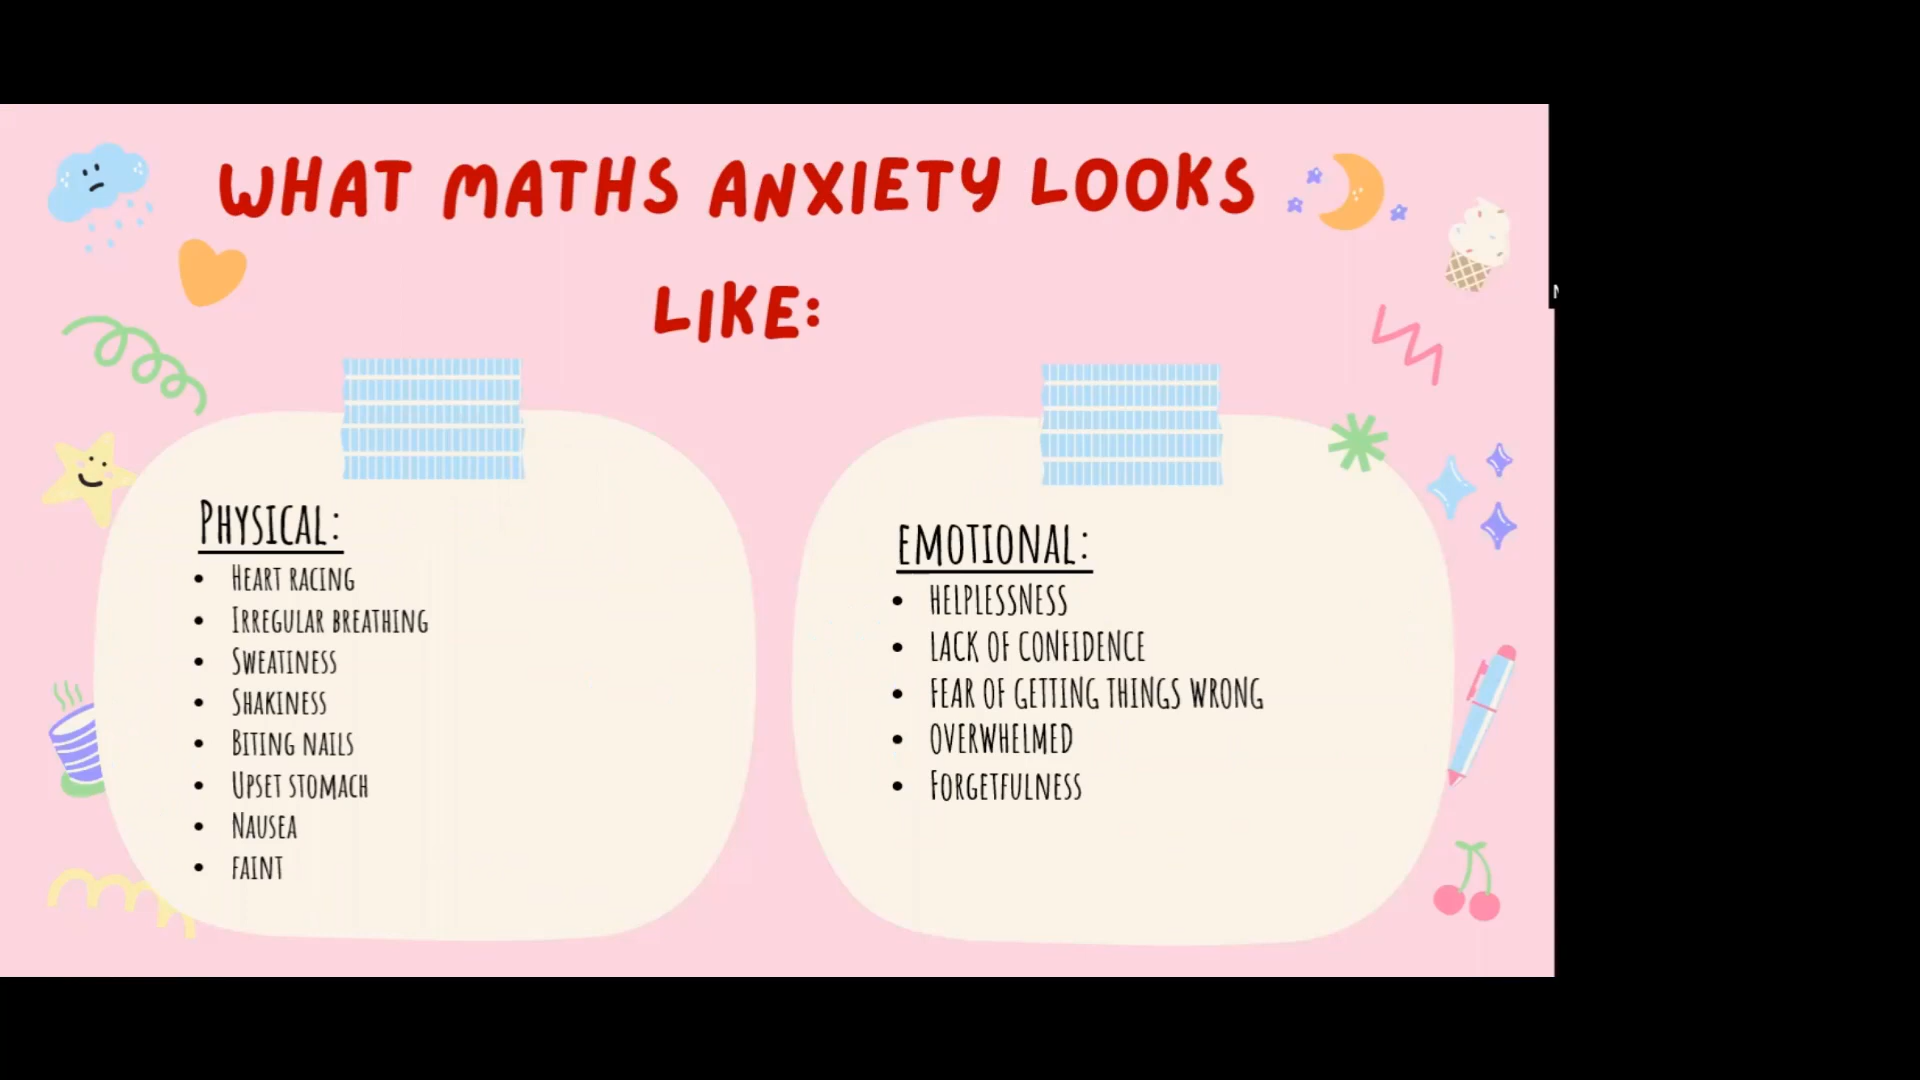 WHAT MATHS ANXIETY LOOKS
LIKE:
PHYSICAL:
• HEART RACING
• IRREGULAR BREATHING
• SWEATINESS
• SHAKINESS
• BITING NAILS
• UPSET STOMACH
• NAUSEA
• FAINT
EMOTIONAL:
• HELPLESSNESS
• LACK OF CONFIDENCE
• FEAR OF GETTING THINGS WRONG
• OVERWHELMED
• FORGETFULNESS